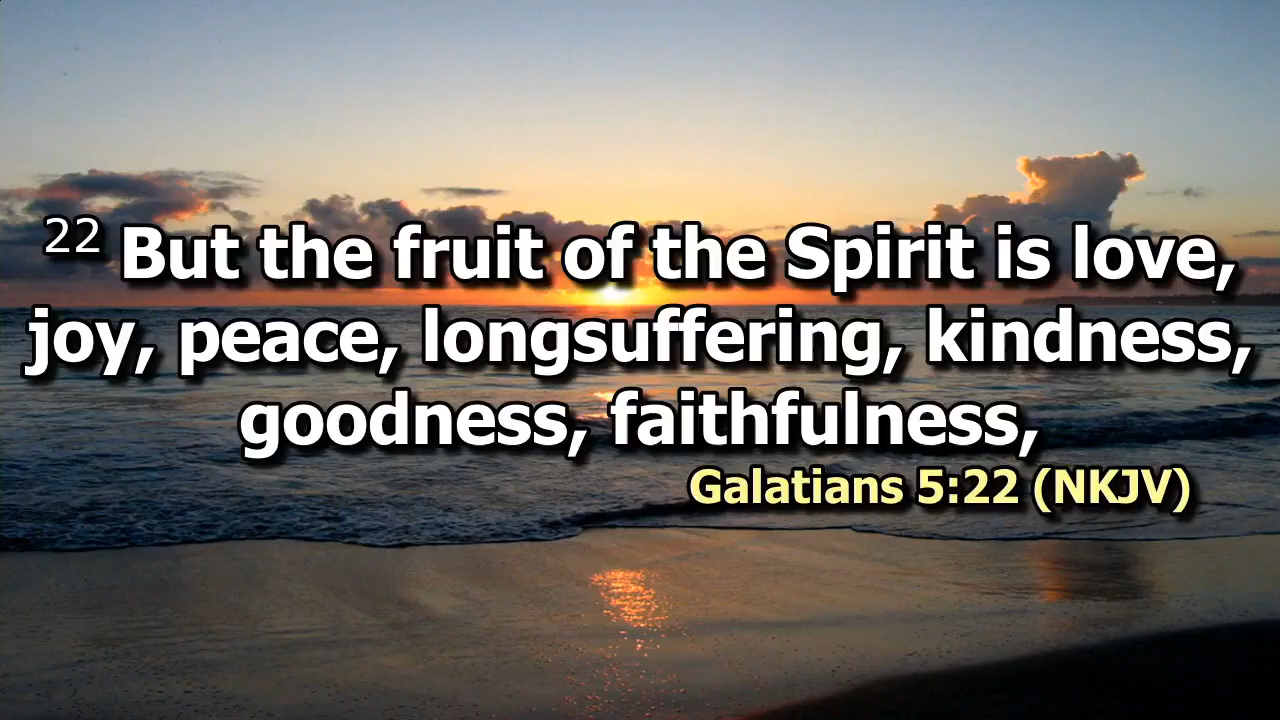 22 But the fruit of the Spirit is love,
joy, peace, longsuffering, kindness,
goodness, faithfulness,
Galatians 5:22 (NKJV)